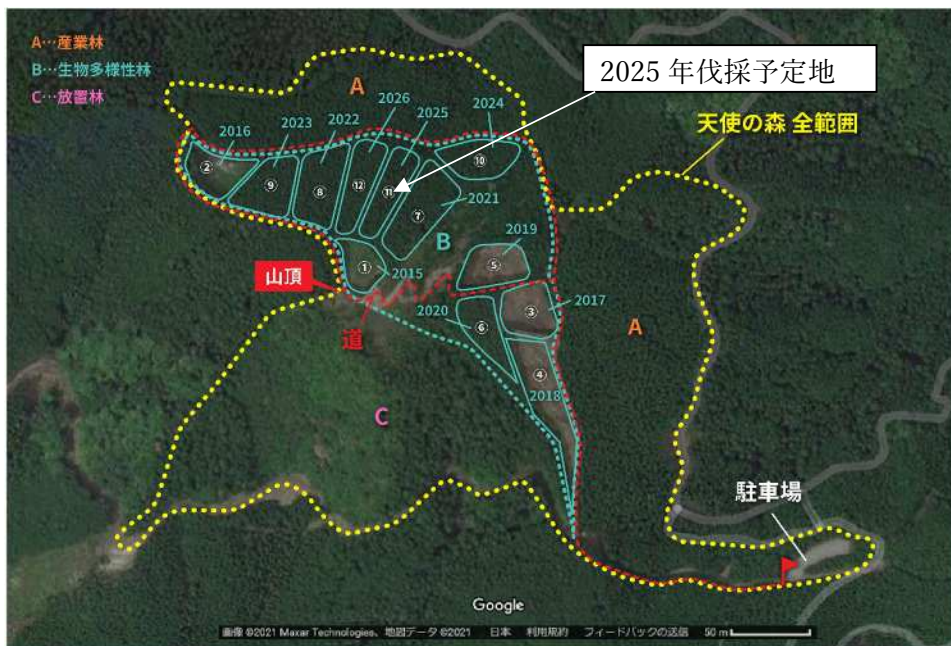 A…産業林
B…生物多様性林
C…放置林
2025 年伐採予定地
天使の森 全範囲
A
2016
2023
2022
2026
2025
2024
②
⑨
⑧
⑫
⑪
⑦
⑩
2021
B
2019
⑤
①
2015
山頂
道
2020
⑥
③
2017
A
④
2018
C
駐車場
Google
画像 ©2021 Maxar Technologies、地図データ ©2021 日本 利用規約 フィードバックの送信 50 m